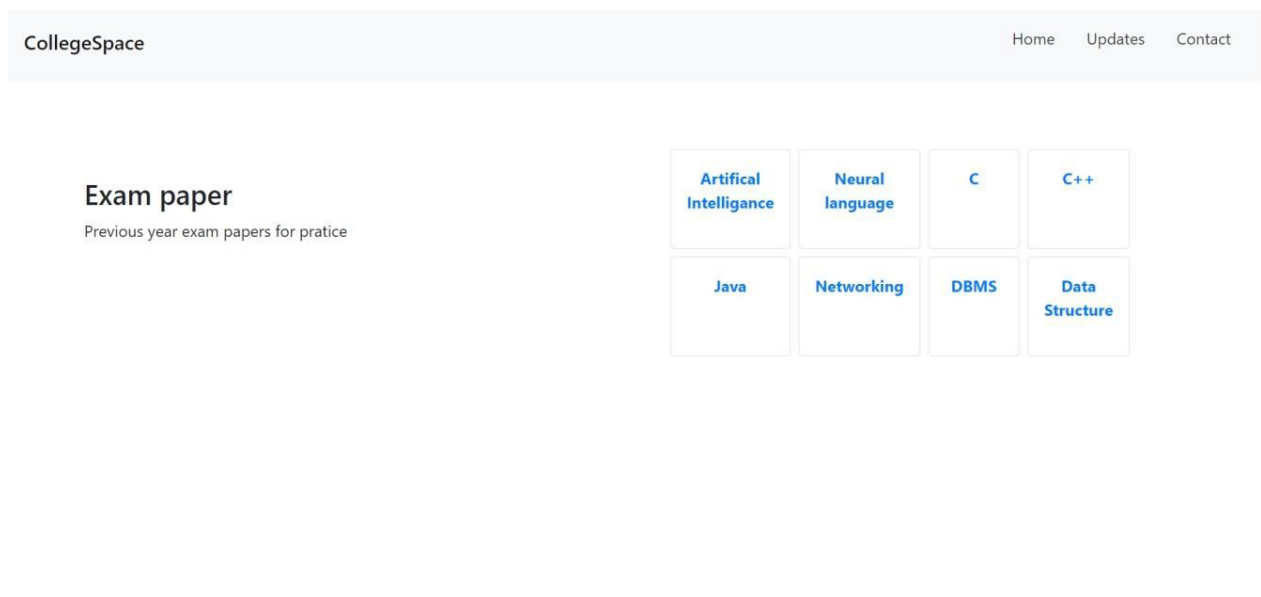 CollegeSpace
Home Updates Contact
Exam paper
Previous year exam papers for pratice
Artifical
Intelligance
Neural
language
C
C++
Java
Networking
DBMS
Data
Structure